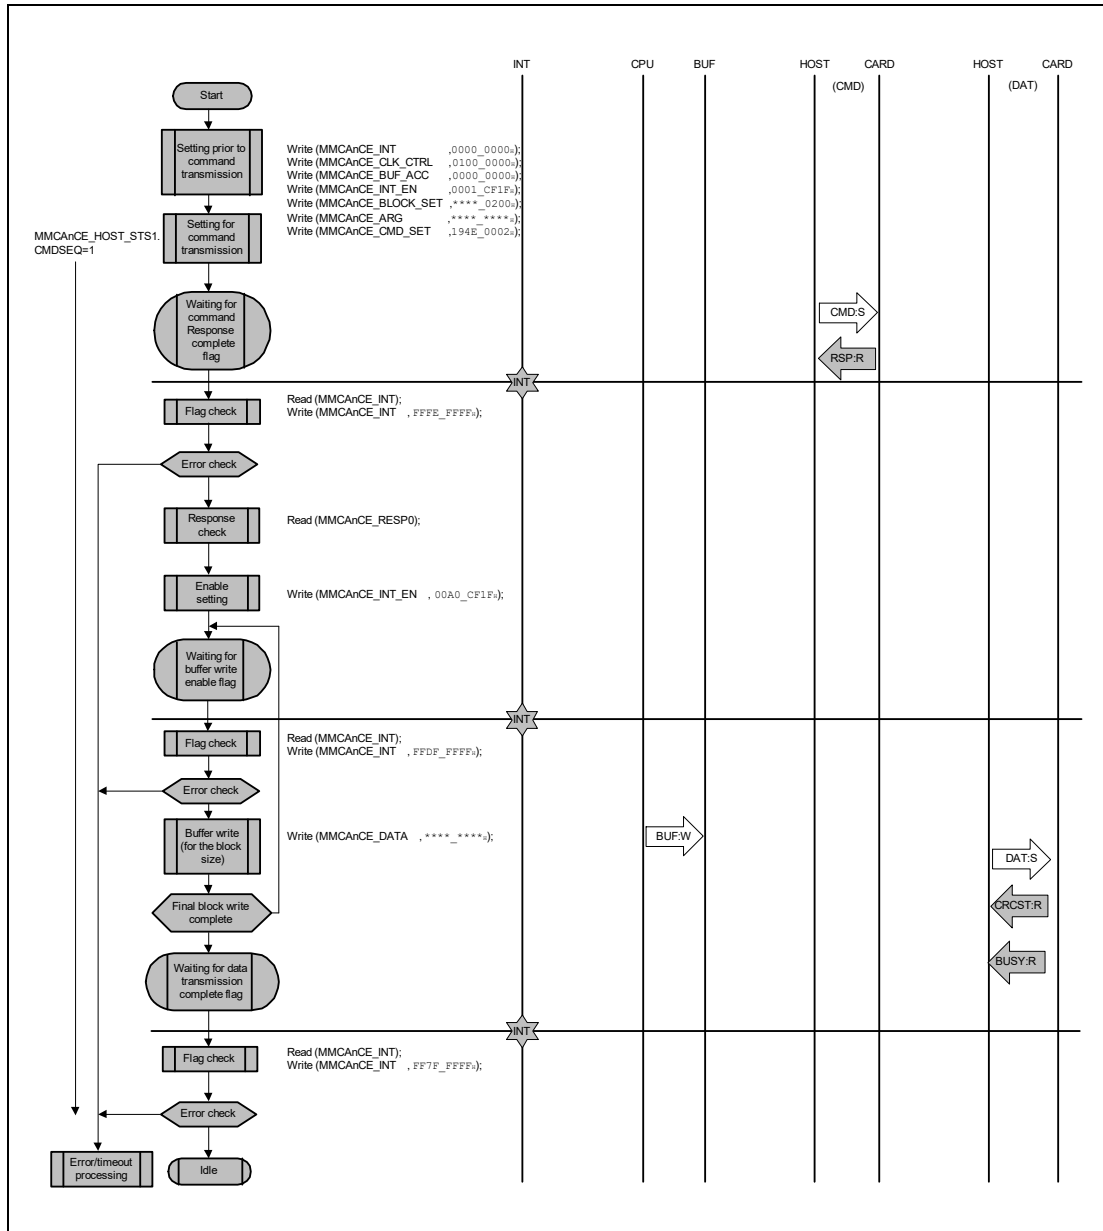 INT CPU BUF HOST CARD HOST CARD
(CMD) (DAT)
Start
Setting prior to
command
transmission
Write (MMCAnCE_INT ,0000_0000H);
Write (MMCAnCE_CLK_CTRL ,0100_0000H);
Write (MMCAnCE_BUF_ACC ,0000_0000H);
Write (MMCAnCE_INT_EN ,0001_CF1FH);
Write (MMCAnCE_BLOCK_SET ,****_0200H);
Write (MMCAnCE_ARG ,****_****H);
Write (MMCAnCE_CMD_SET ,194E_0002H);
Setting for
command
transmission
MMCAnCE_HOST_STS1.
CMDSEQ=1
Waiting for
command
Response
complete
flag
CMD:S
RSP:R
INT
Flag check
Read (MMCAnCE_INT);
Write (MMCAnCE_INT , FFFE_FFFFH);
Error check
Response
check
Read (MMCAnCE_RESP0);
Enable
setting
Write (MMCAnCE_INT_EN , 00A0_CF1FH);
Waiting for
buffer write
enable flag
INT
Flag check
Read (MMCAnCE_INT);
Write (MMCAnCE_INT , FFDF_FFFFH);
Error check
Buffer write
(for the block
size)
Write (MMCAnCE_DATA , ****_****H);
BUF:W
DAT:S
CRCST:R
BUSY:R
Final block write
complete
Waiting for data
transmission
complete flag
INT
Flag check
Read (MMCAnCE_INT);
Write (MMCAnCE_INT , FF7F_FFFFH);
Error check
Error/timeout
processing
Idle